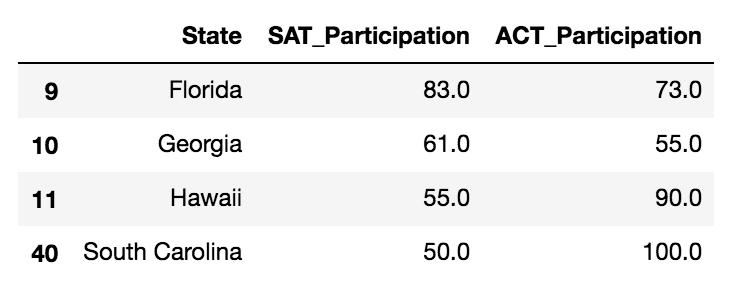 State SAT_Participation ACT_Participation
9 Florida 83.0 73.0
10 Georgia 61.0 55.0
11 Hawaii 55.0 90.0
40 South Carolina 50.0 100.0